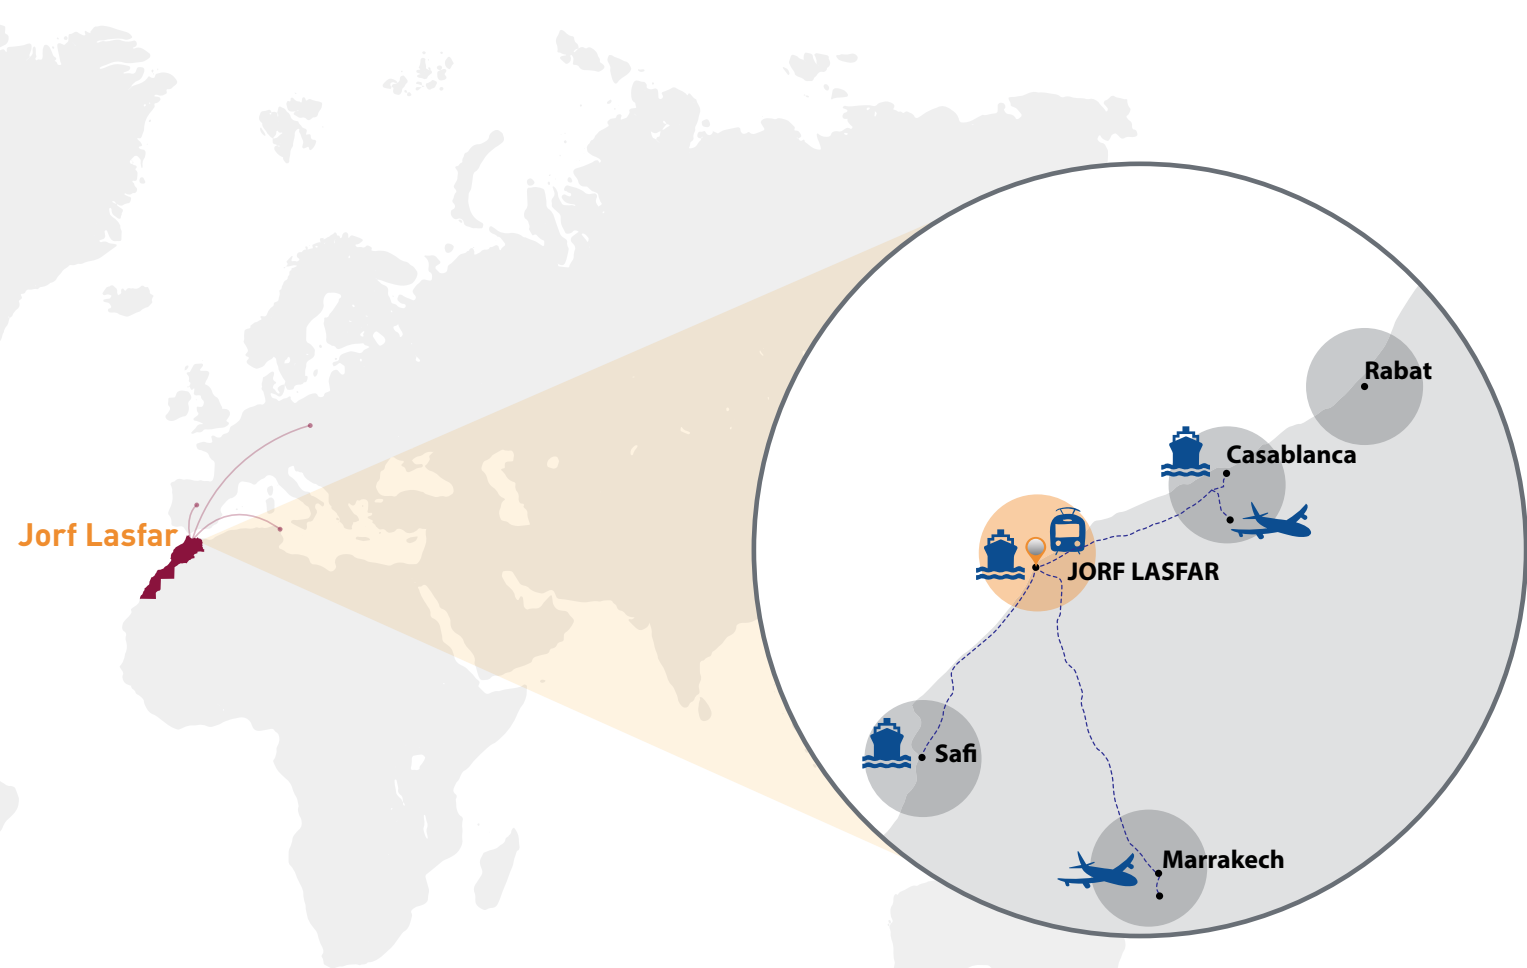 Jorf Lasfar
Rabat
Casablanca
JORF LASFAR
Safi
Marrakech